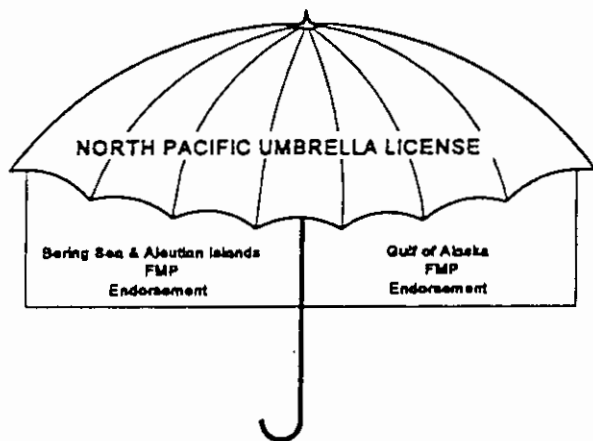 NORTH PACIFIC UMBRELLA LICENSE
Bering Sea & Aleutian Islands
FMP
Endorsement
Gulf of Alaska
FMP
Endorsement